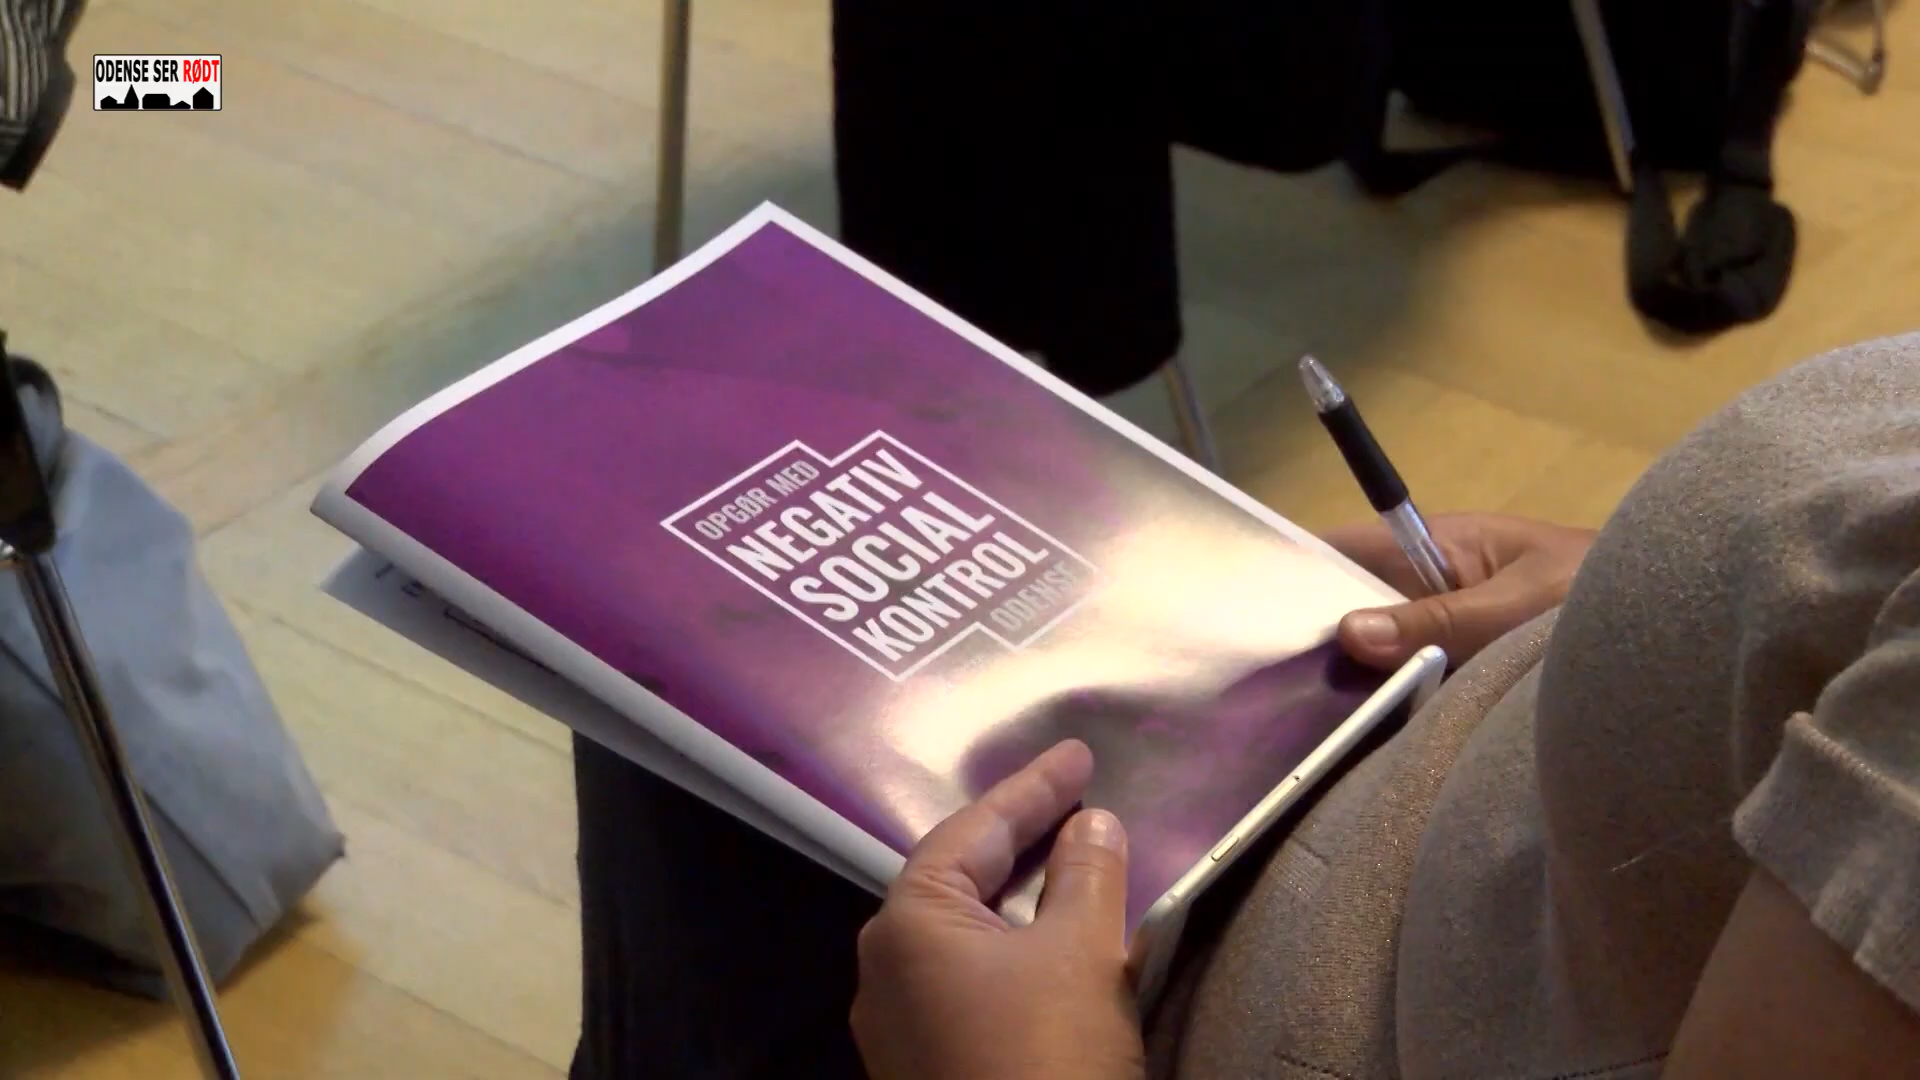 ODENSE SER RØDT
OPGØR MED
NEGATIV
SOCIAL
KONTROL
ODENSE